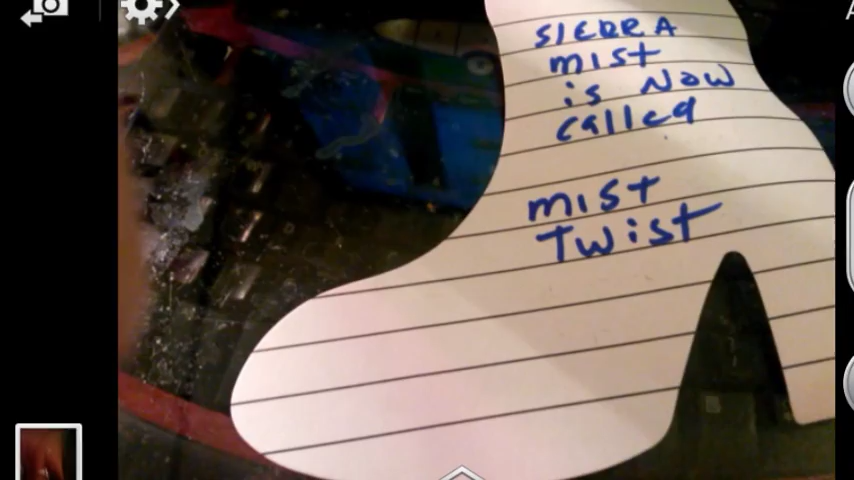 SIERRA
mist
is NOW
called
mist
Twist